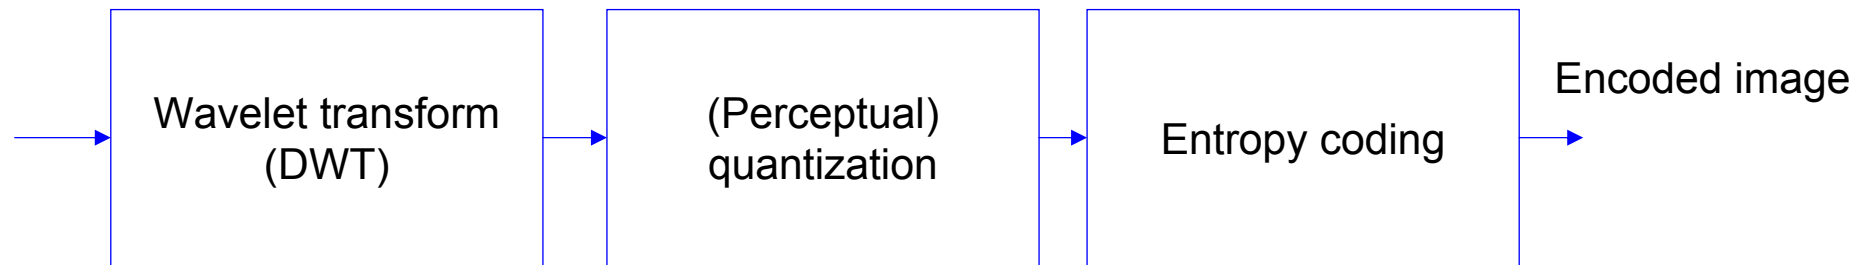 Wavelet transform
(DWT)
(Perceptual)
quantization
Entropy coding
Encoded image